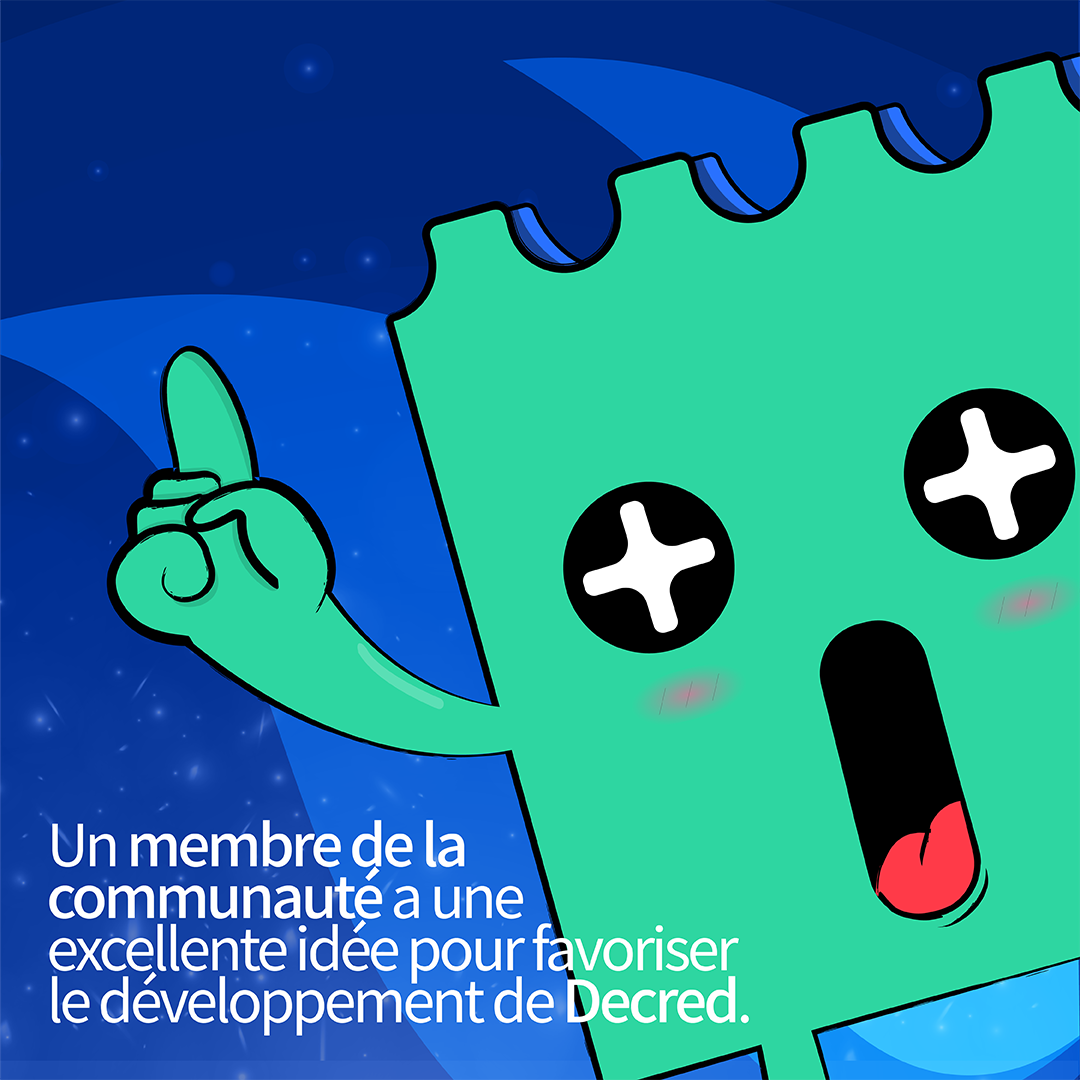 Un membre de la
communauté a une
excellente idée pour favoriser
le développement de Decred.